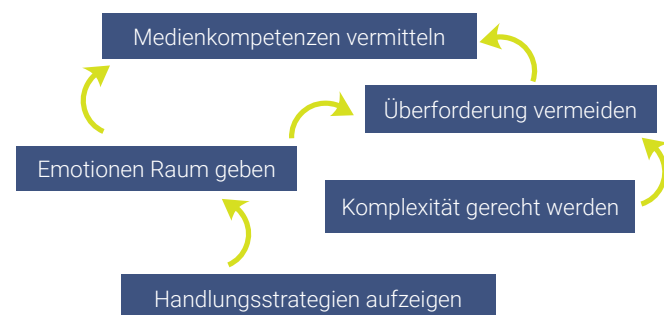 Medienkompetenzen vermitteln
Überforderung vermeiden
Emotionen Raum geben
Komplexität gerecht werden
Handlungsstrategien aufzeigen